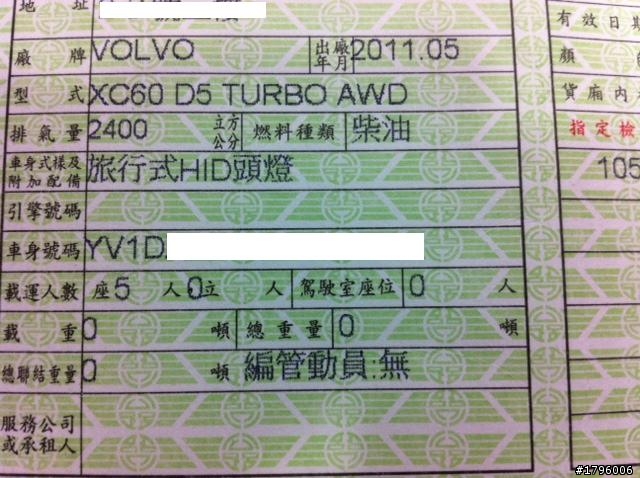 地 址
廠 牌 VOLVO 出廠年月 2011.05
型 式 XC60 D5 TURBO AWD
排氣量 2400 立方公分 燃料種類 柴油
車身式樣及附加配備 旅行式HID頭燈
引擎號碼
車身號碼 YV1D
載運人數 座5 人0立 人 駕駛室座位 0 人
載 重 0 噸 總重量 0 噸
總聯結重量 0 噸 編管動員:無
服務公司
或承租人
有效日期
顏
貨廂內
指定檢
105
#1796006